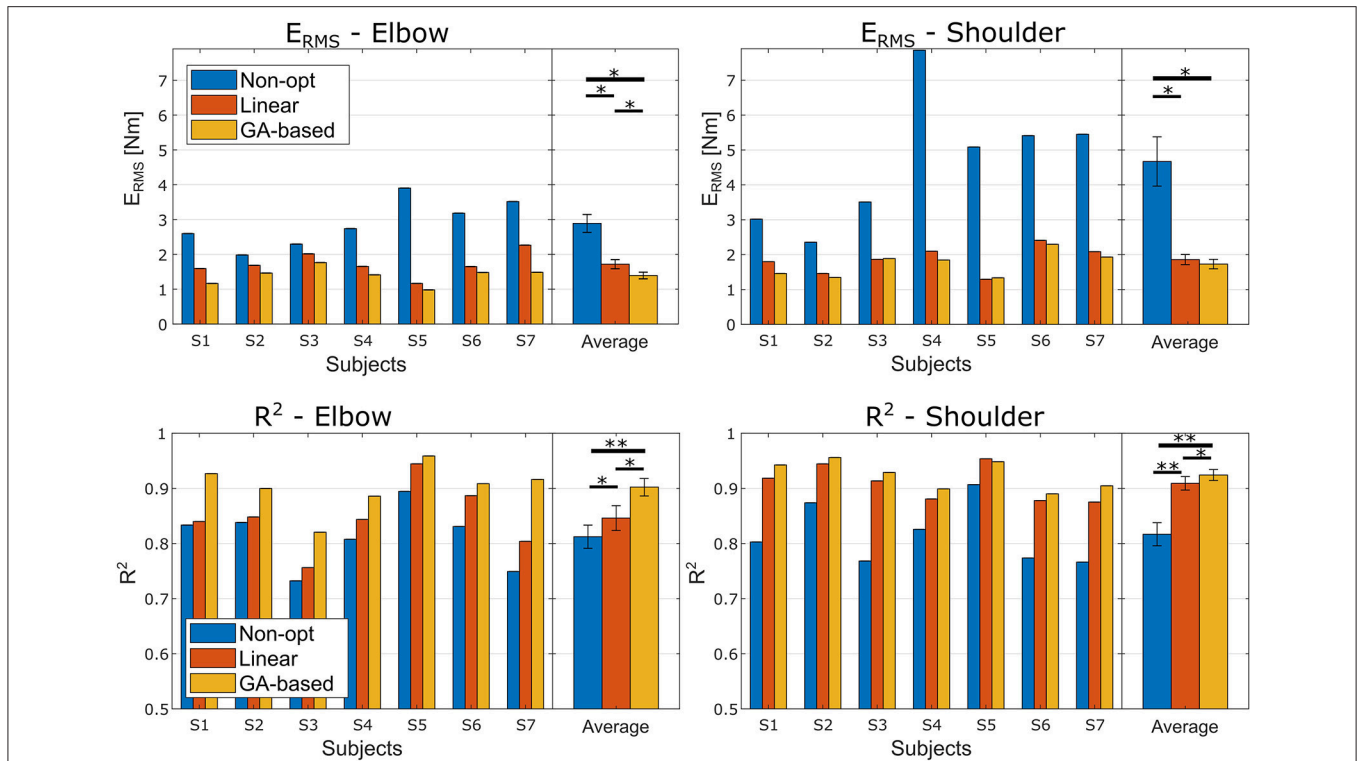 E_RMS - Elbow
E_RMS [Nm]
7
6
5
4
3
2
1
0
Non-opt
Linear
GA-based
*
* *
S1 S2 S3 S4 S5 S6 S7 Average
Subjects
E_RMS - Shoulder
E_RMS [Nm]
7
6
5
4
3
2
1
0
*
*
S1 S2 S3 S4 S5 S6 S7 Average
Subjects
R² - Elbow
R²
1
0.9
0.8
0.7
0.6
0.5
Non-opt
Linear
GA-based
**
* *
S1 S2 S3 S4 S5 S6 S7 Average
Subjects
R² - Shoulder
R²
1
0.9
0.8
0.7
0.6
0.5
**
** *
S1 S2 S3 S4 S5 S6 S7 Average
Subjects